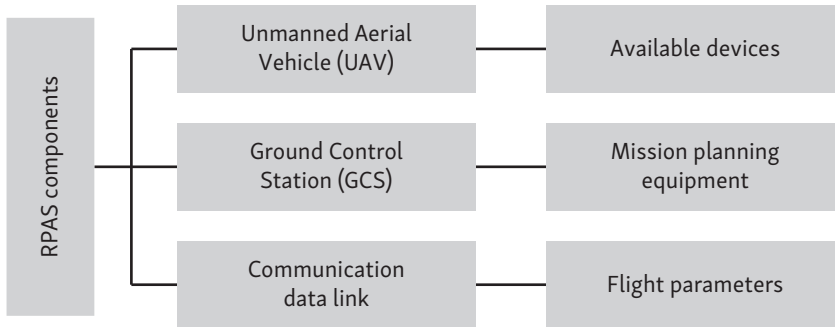 RPAS components
Unmanned Aerial
Vehicle (UAV)
Available devices
Ground Control
Station (GCS)
Mission planning
equipment
Communication
data link
Flight parameters